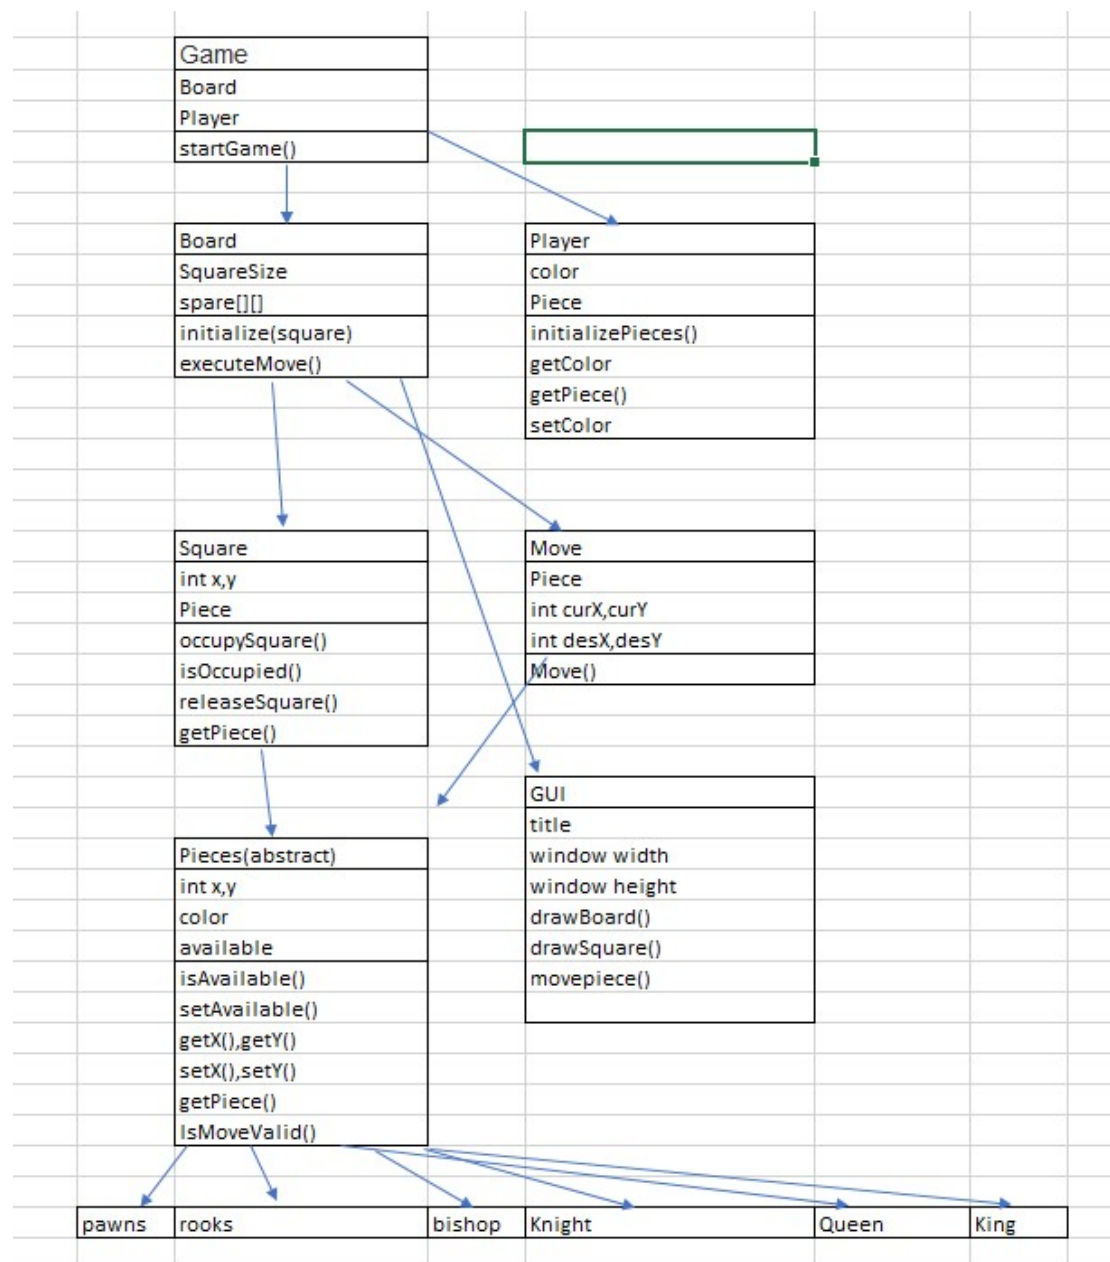 Game
Board
Player
startGame()
Board
SquareSize
spare[][]
initialize(square)
executeMove()
Player
color
Piece
initializePieces()
getColor
getPiece()
setColor
Square
int x,y
Piece
occupySquare()
isOccupied()
releaseSquare()
getPiece()
Move
Piece
int curX,curY
int desX,desY
Move()
GUI
title
window width
window height
drawBoard()
drawSquare()
movepiece()
Pieces(abstract)
int x,y
color
available
isAvailable()
setAvailable()
getX(),getY()
setX(),setY()
getPiece()
IsMoveValid()
pawns rooks bishop Knight Queen King